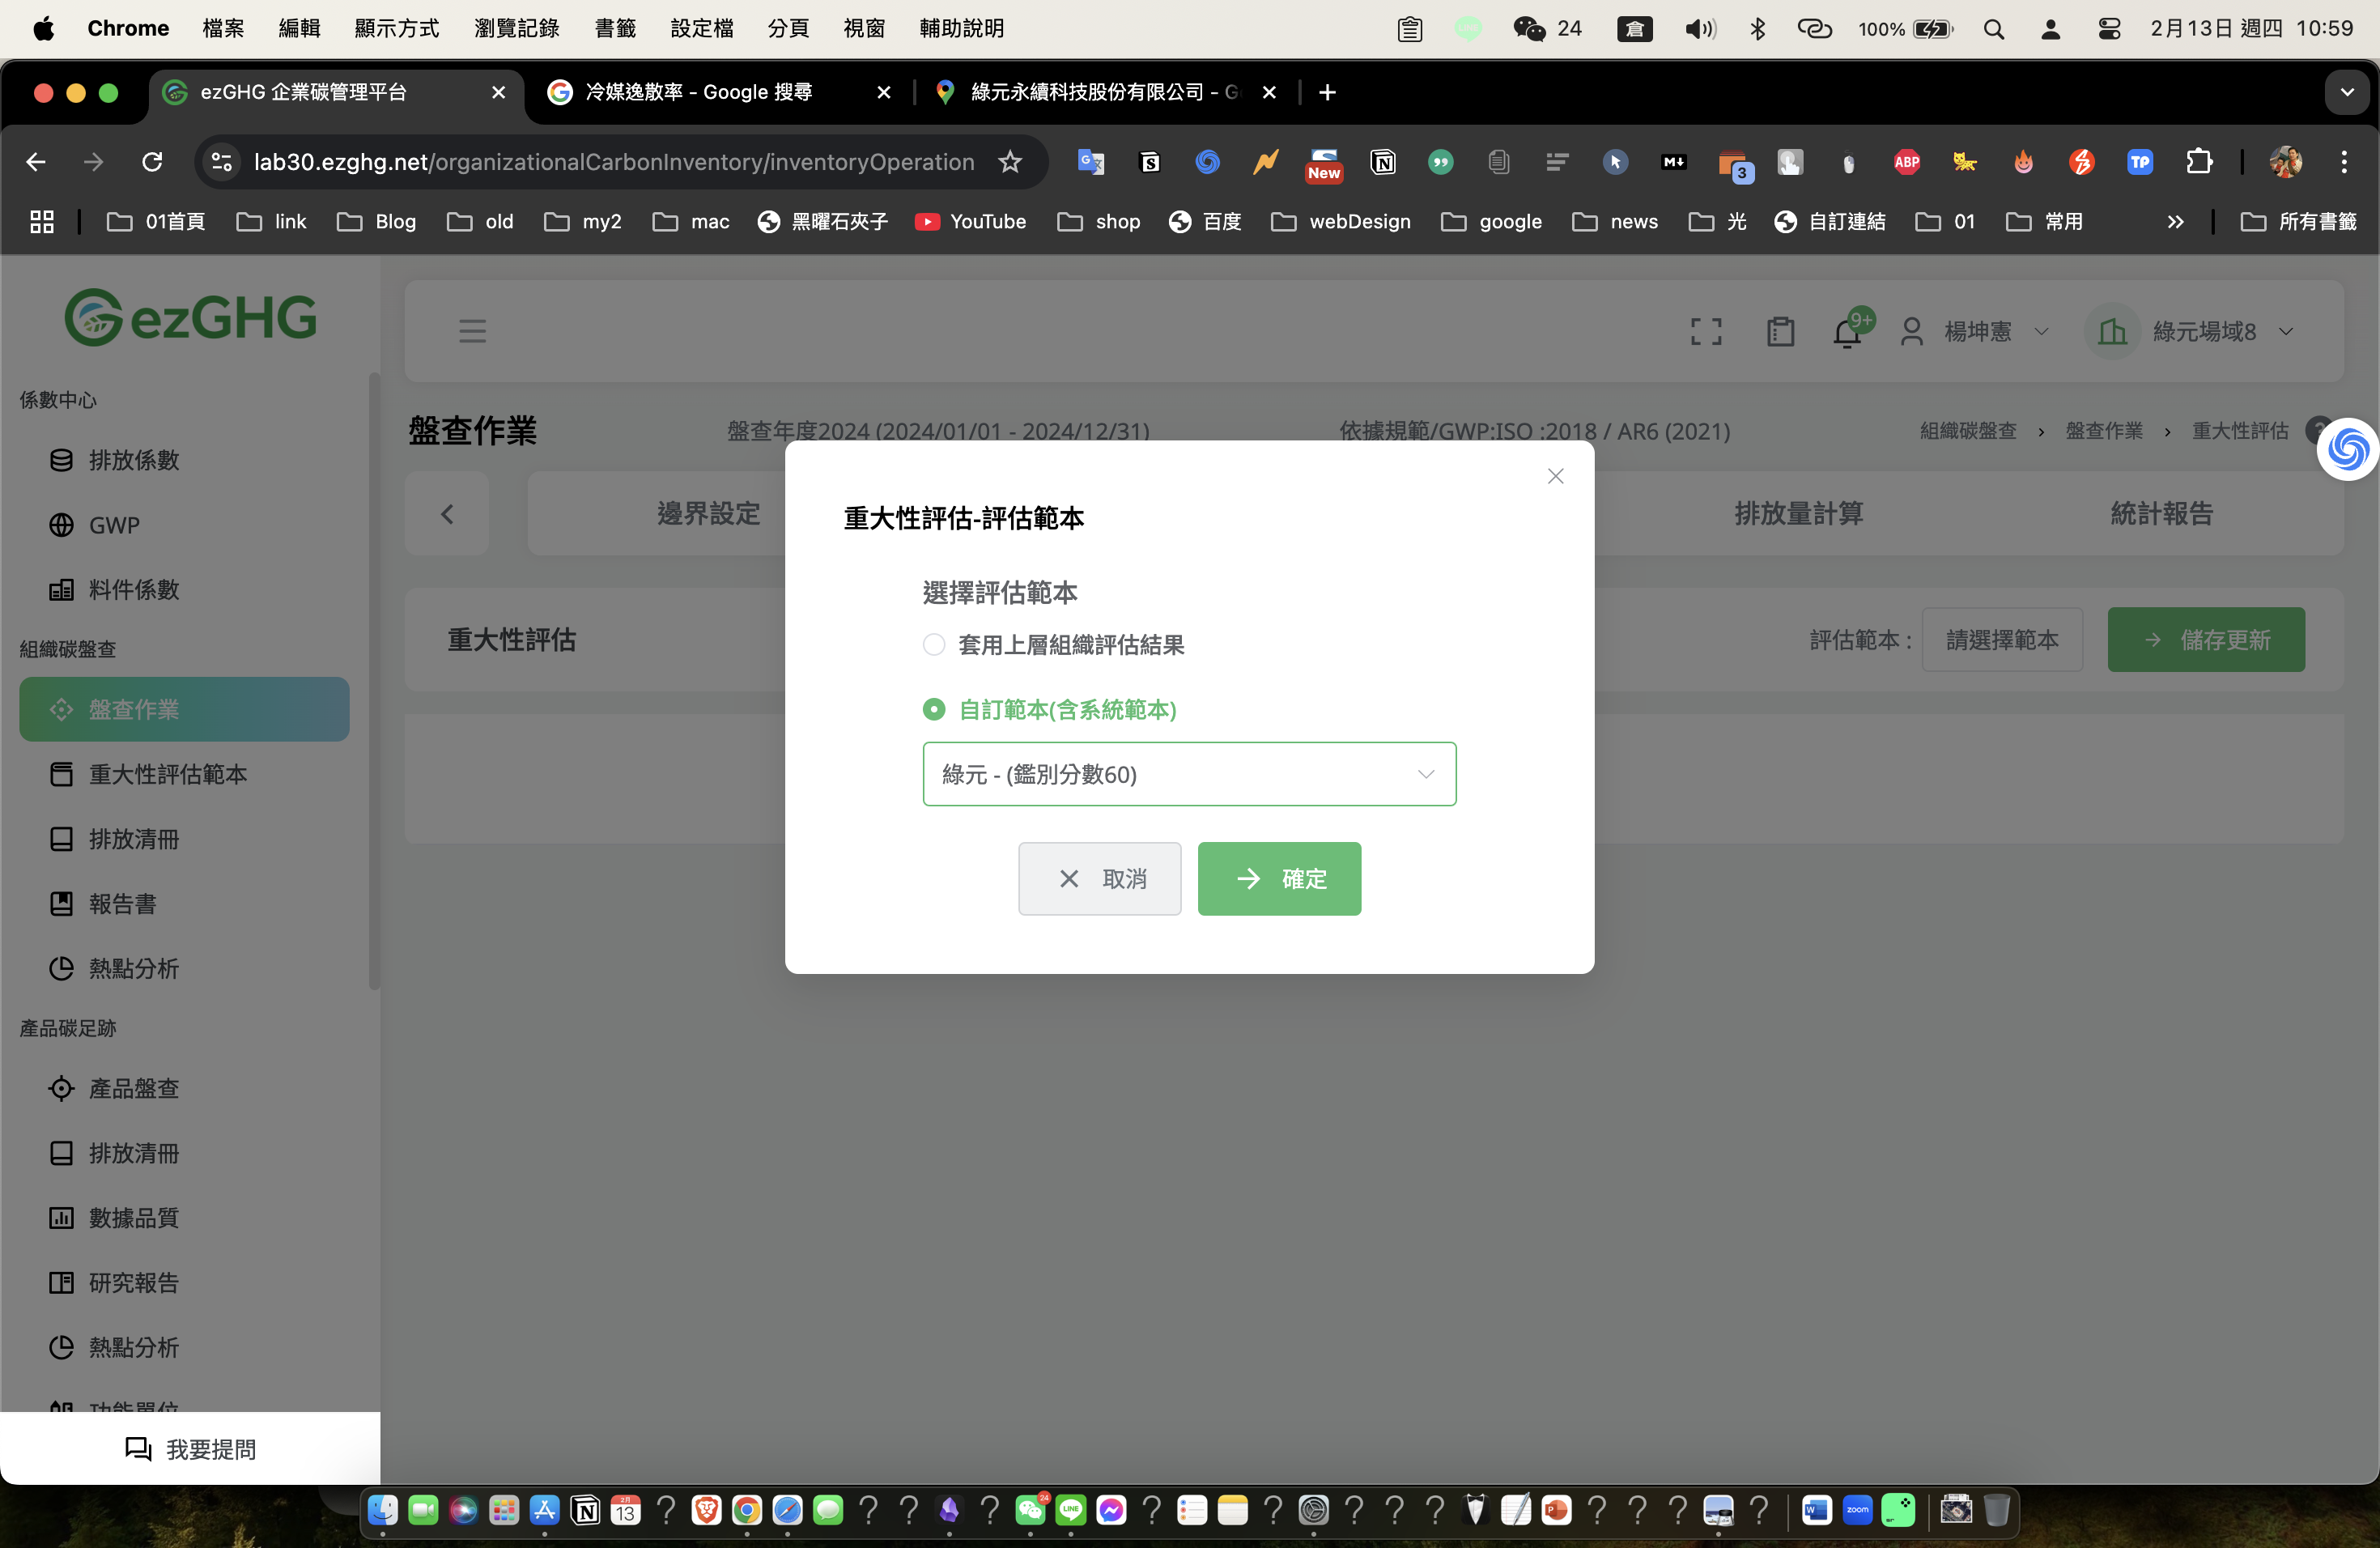 Chrome 檔案 編輯 顯示方式 瀏覽記錄 書籤 設定檔 分頁 視窗 輔助說明 24 倉 100% 2月13日 週四 10:59
ezGHG 企業碳管理平台 冷媒逸散率 - Google 搜尋 綠元永續科技股份有限公司 - G
lab30.ezghg.net/organizationalCarbonInventory/inventoryOperation New 3 ABP TP
01首頁 link Blog old my2 mac 黑曜石夾子 YouTube shop 百度 webDesign google news 光 自訂連結 01 常用 所有書籤
ezGHG
9+ 楊坤憲 綠元場域8
係數中心
排放係數
GWP
料件係數
組織碳盤查
盤查作業
重大性評估範本
排放清冊
報告書
熱點分析
產品碳足跡
產品盤查
排放清冊
數據品質
研究報告
熱點分析
功能單位
我要提問
盤查作業 盤查年度2024 (2024/01/01 - 2024/12/31) 依據規範/GWP:ISO :2018 / AR6 (2021) 組織碳盤查 › 盤查作業 › 重大性評估
邊界設定 排放量計算 統計報告
重大性評估 評估範本 : 請選擇範本 儲存更新
重大性評估-評估範本
選擇評估範本
套用上層組織評估結果
自訂範本(含系統範本)
綠元 - (鑑別分數60)
取消 確定
2月 13 24 LINE zoom